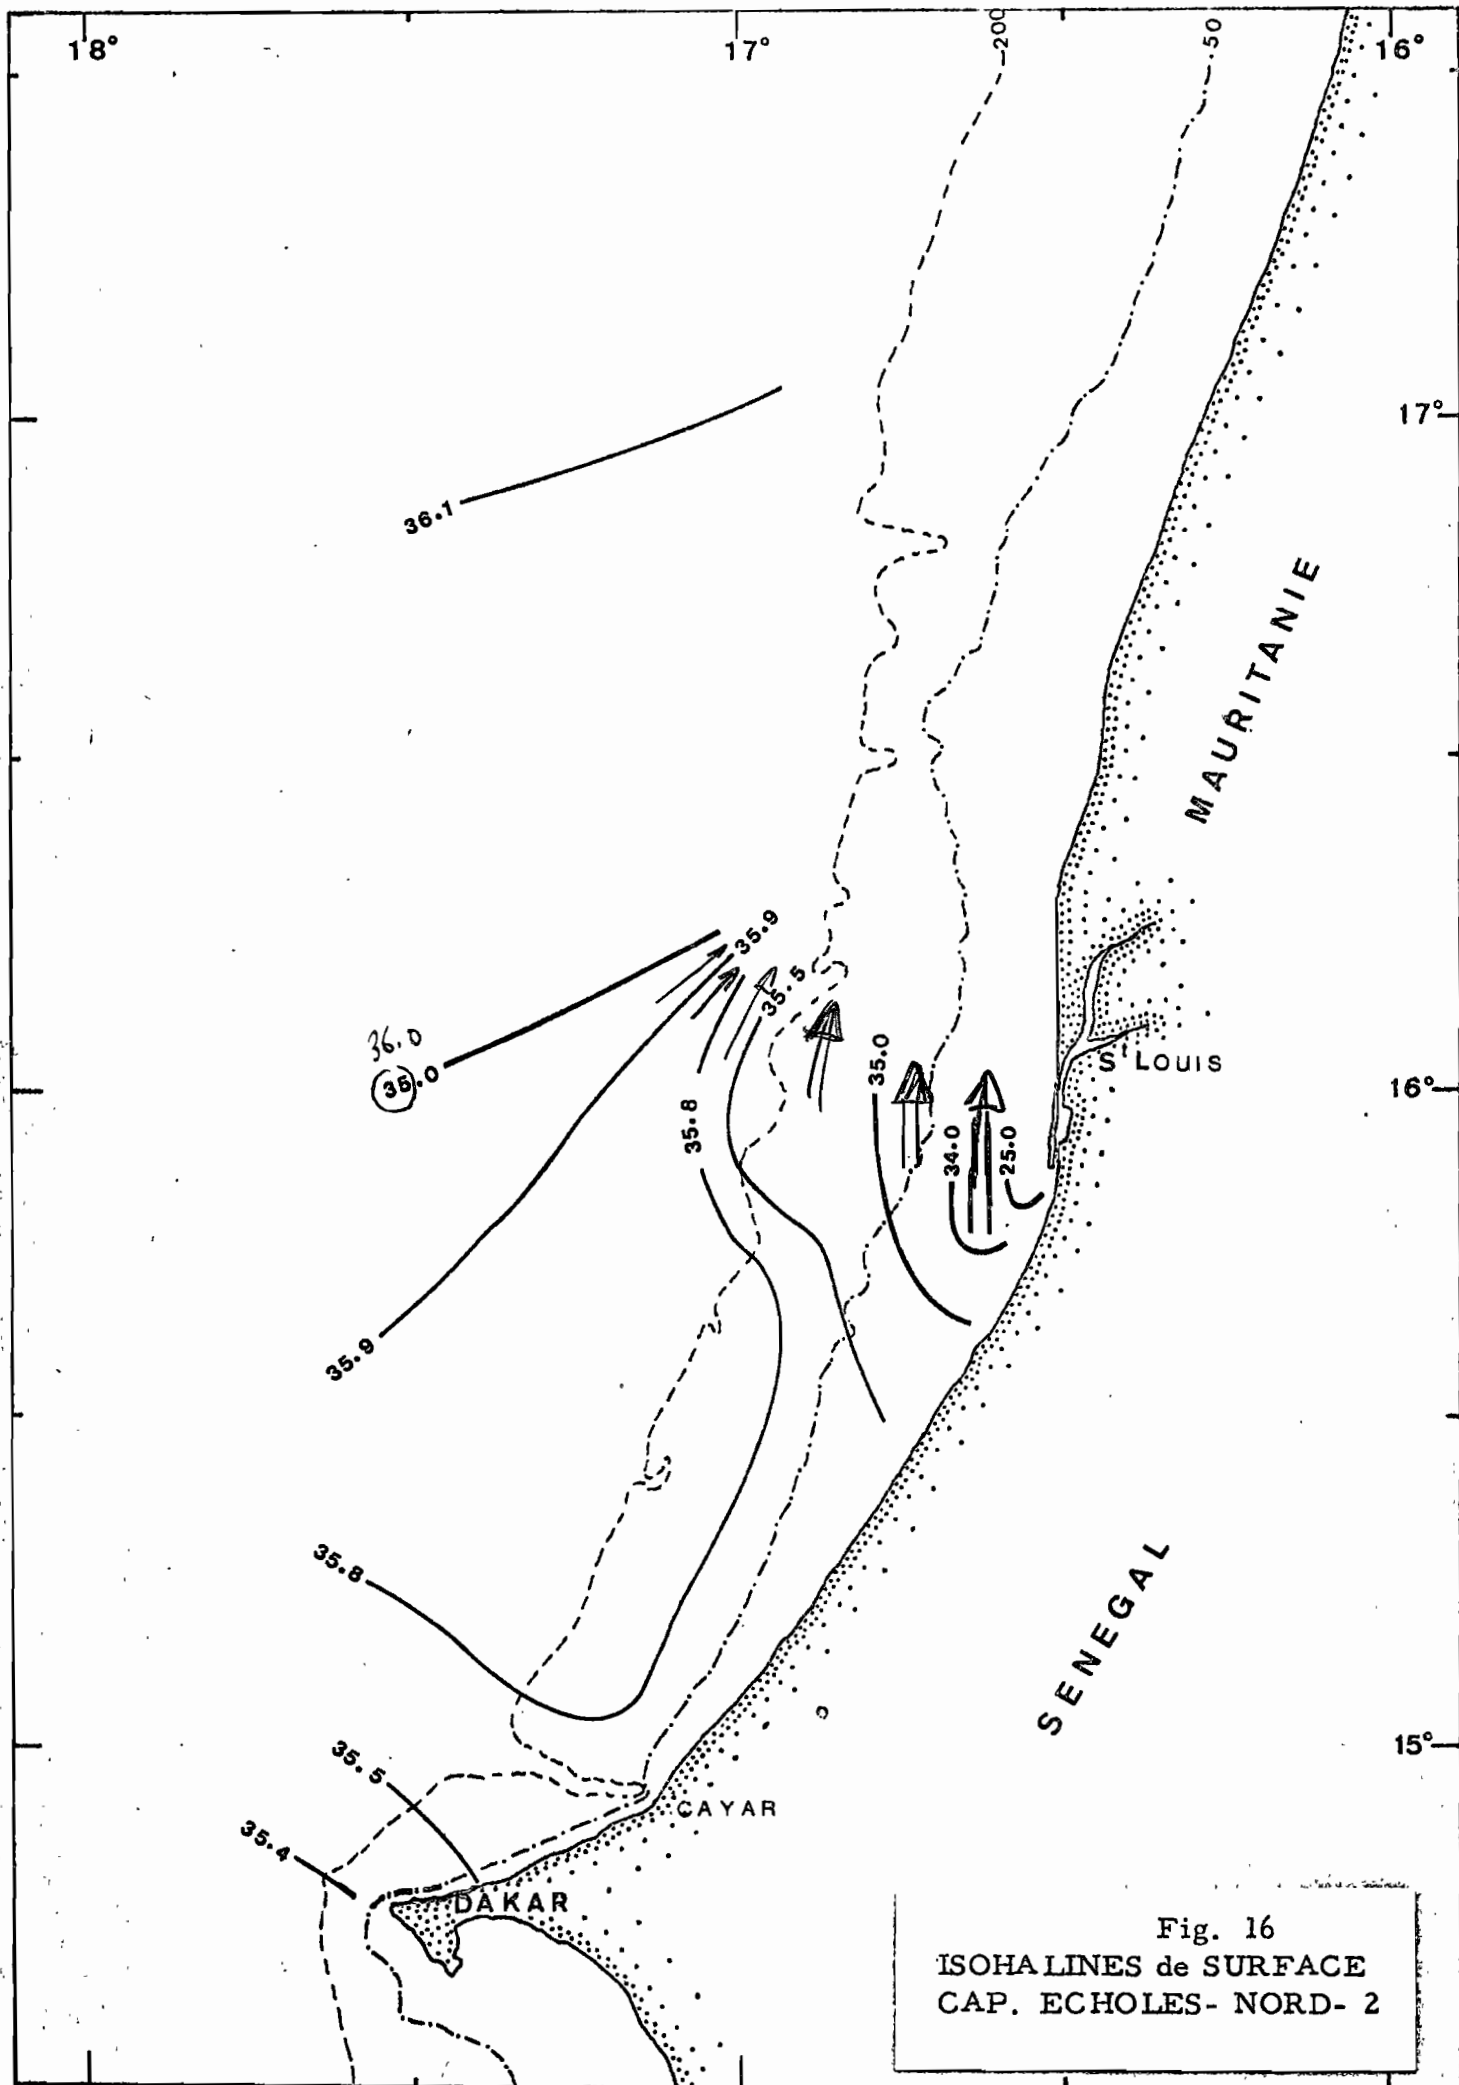 18°
17°
200
50
16°
17°
36.1
MAURITANIE
35.9
35.5
36.0
35.0
35.0
St LOUIS
16°
35.8
34.0
25.0
35.9
35.8
SENEGAL
15°
35.5
CAYAR
35.4
DAKAR
Fig. 16
ISOHALINES de SURFACE
CAP. ECHOLES- NORD- 2